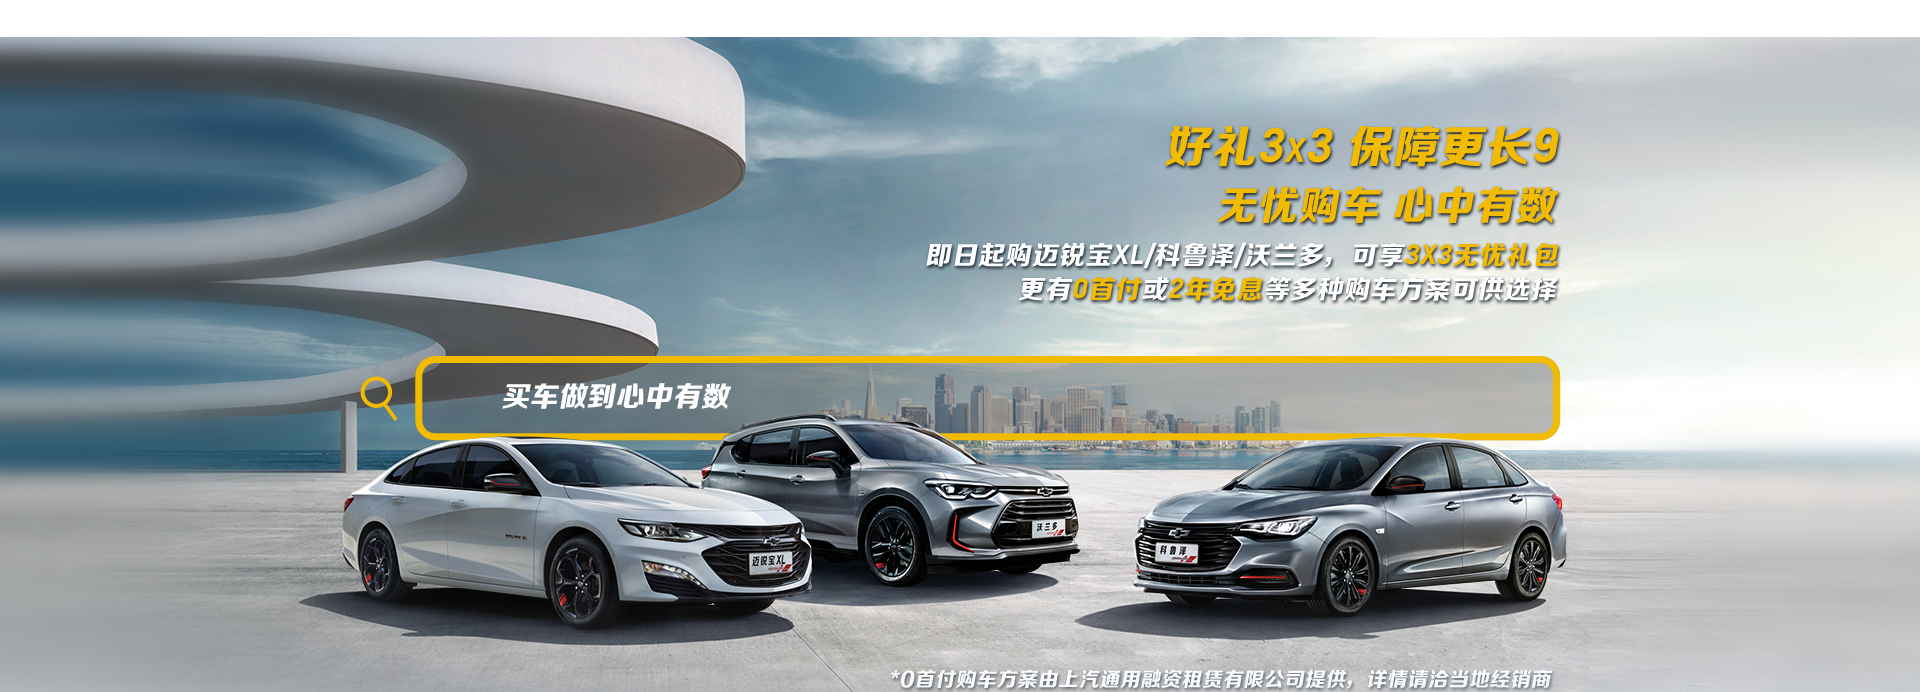 好礼3x3 保障更长9
无忧购车 心中有数
即日起购迈锐宝XL/科鲁泽/沃兰多，可享3X3无忧礼包
更有0首付或2年免息等多种购车方案可供选择
买车做到心中有数
沃兰多
科鲁泽
迈锐宝XL
*0首付购车方案由上汽通用融资租赁有限公司提供，详情请洽当地经销商